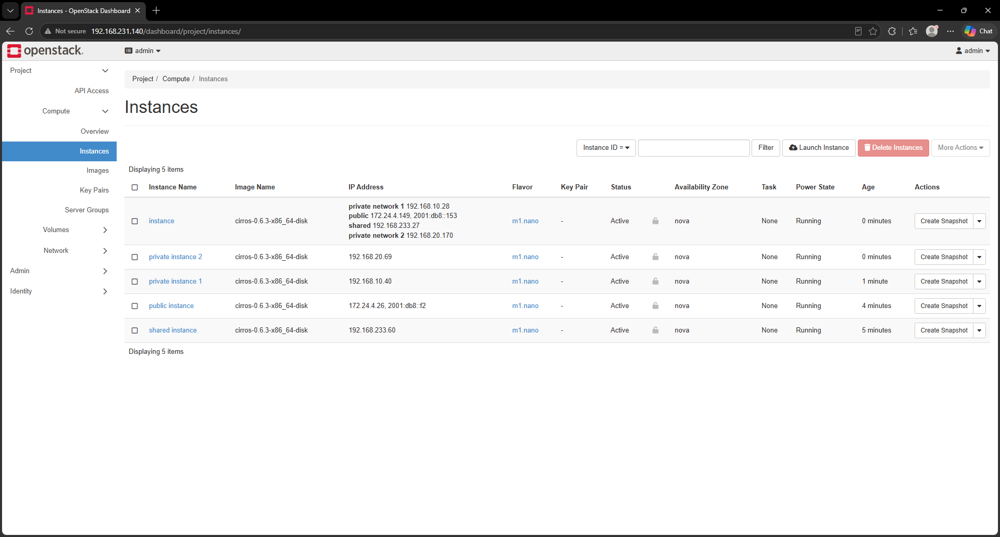 Instances - OpenStack Dashboard
Not secure 192.168.231.140/dashboard/project/instances/
Chat
openstack.
admin
admin
Project
API Access
Compute
Overview
Instances
Images
Key Pairs
Server Groups
Volumes
Network
Admin
Identity
Project / Compute / Instances
Instances
Instance ID = Filter Launch Instance Delete Instances More Actions
Displaying 5 items
Instance Name Image Name IP Address Flavor Key Pair Status Availability Zone Task Power State Age Actions
private network 1 192.168.10.28
public 172.24.4.149, 2001:db8::153
shared 192.168.233.27
private network 2 192.168.20.170
instance cirros-0.6.3-x86_64-disk m1.nano - Active nova None Running 0 minutes Create Snapshot
private instance 2 cirros-0.6.3-x86_64-disk 192.168.20.69 m1.nano - Active nova None Running 0 minutes Create Snapshot
private instance 1 cirros-0.6.3-x86_64-disk 192.168.10.40 m1.nano - Active nova None Running 1 minute Create Snapshot
public instance cirros-0.6.3-x86_64-disk 172.24.4.26, 2001:db8::f2 m1.nano - Active nova None Running 4 minutes Create Snapshot
shared instance cirros-0.6.3-x86_64-disk 192.168.233.60 m1.nano - Active nova None Running 5 minutes Create Snapshot
Displaying 5 items